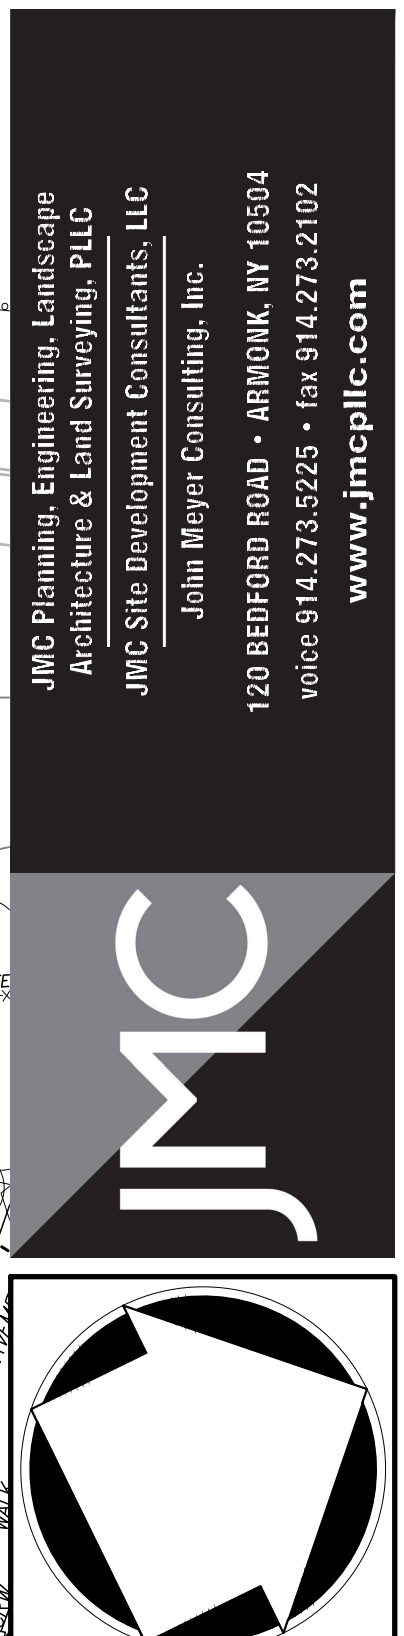 JMC Planning, Engineering, Landscape
Architecture & Land Surveying, PLLC
JMC Site Development Consultants, LLC
John Meyer Consulting, Inc.
120 BEDFORD ROAD • ARMONK, NY 10504
voice 914.273.5225 • fax 914.273.2102
www.jmcpllc.com
JMC
WALK